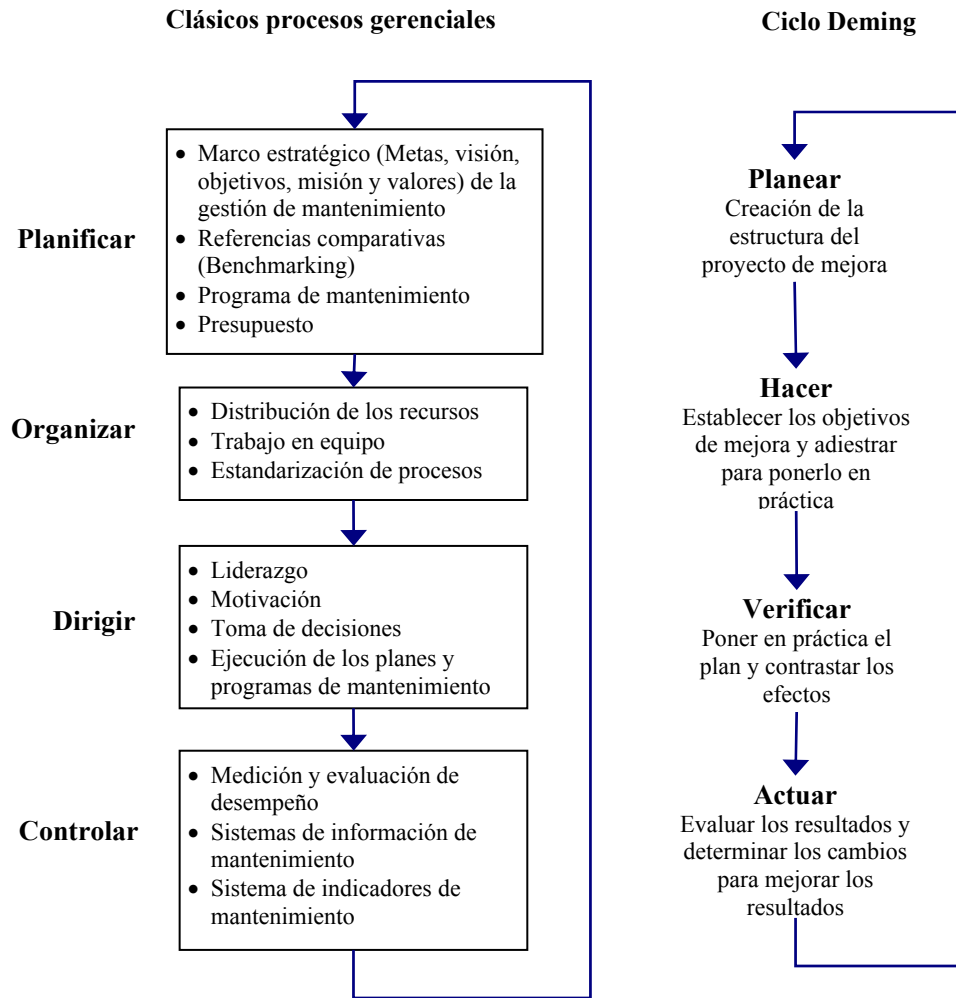 Clásicos procesos gerenciales
Planificar
• Marco estratégico (Metas, visión,
objetivos, misión y valores) de la
gestión de mantenimiento
• Referencias comparativas
(Benchmarking)
• Programa de mantenimiento
• Presupuesto
Organizar
• Distribución de los recursos
• Trabajo en equipo
• Estandarización de procesos
Dirigir
• Liderazgo
• Motivación
• Toma de decisiones
• Ejecución de los planes y
programas de mantenimiento
Controlar
• Medición y evaluación de
desempeño
• Sistemas de información de
mantenimiento
• Sistema de indicadores de
mantenimiento
Ciclo Deming
Planear
Creación de la
estructura del
proyecto de mejora
Hacer
Establecer los objetivos
de mejora y adiestrar
para ponerlo en
práctica
Verificar
Poner en práctica el
plan y contrastar los
efectos
Actuar
Evaluar los resultados y
determinar los cambios
para mejorar los
resultados